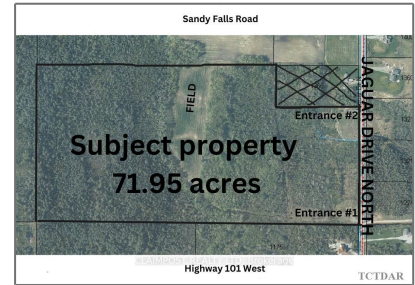 Sandy Falls Road
JAGUAR DRIVE NORTH
FIELD
Entrance #2
Subject property
71.95 acres
Entrance #1
Highway 101 West
TCTDAR